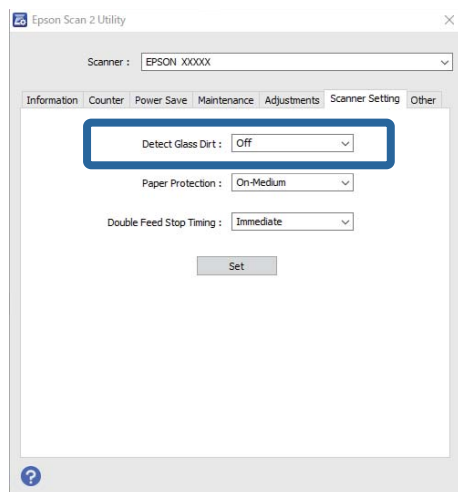 Epson Scan 2 Utility
Scanner : EPSON XXXXX
Information Counter Power Save Maintenance Adjustments Scanner Setting Other
Detect Glass Dirt : Off
Paper Protection : On-Medium
Double Feed Stop Timing : Immediate
Set
?